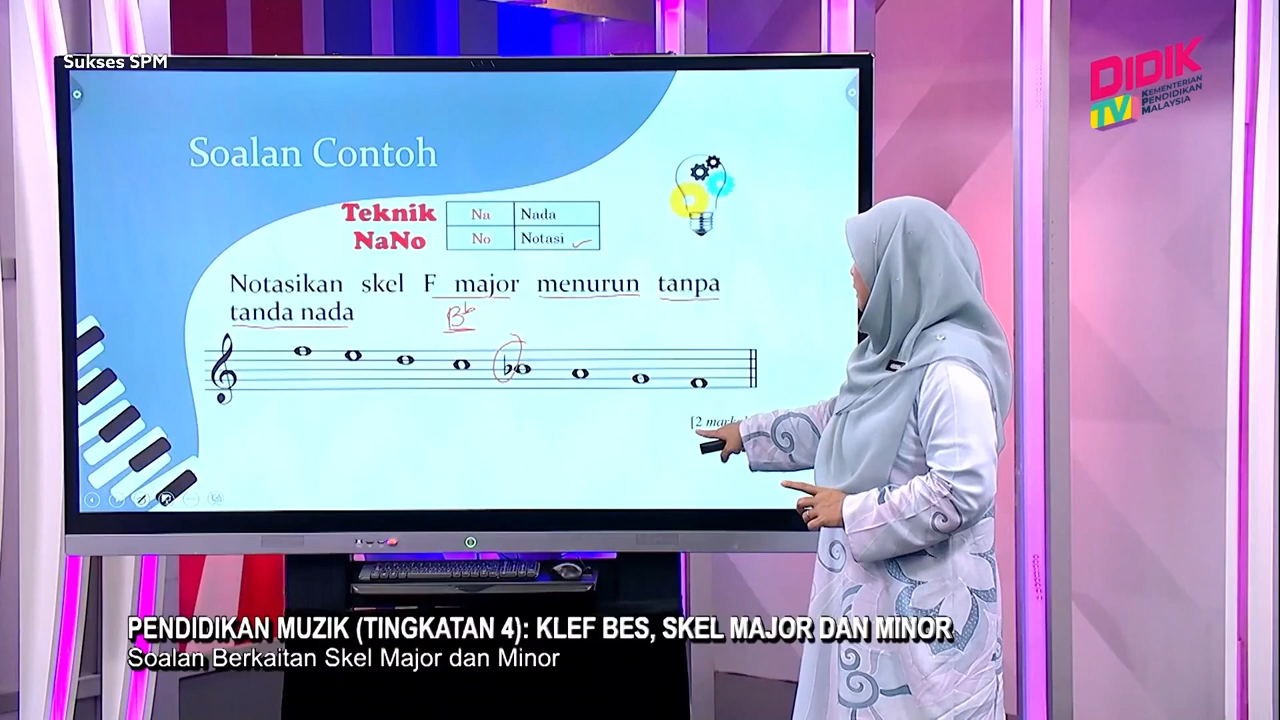 Sukses SPM
DIDIK
TV
KEMENTERIAN
PENDIDIKAN
MALAYSIA
Soalan Contoh
Teknik
NaNo
Na Nada
No Notasi
Notasikan skel F major menurun tanpa
tanda nada
B♭
[2 marka
PENDIDIKAN MUZIK (TINGKATAN 4): KLEF BES, SKEL MAJOR DAN MINOR
Soalan Berkaitan Skel Major dan Minor